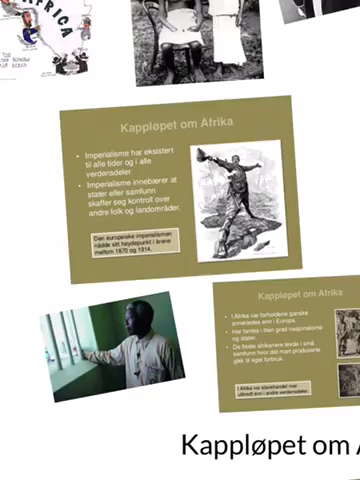 AFRICA
Kappløpet om Afrika
• Imperialisme har eksistert
til alle tider og i alle
verdensdeler.
• Imperialisme innebærer at
stater eller samfunn
skaffer seg kontroll over
andre folk og landområder.
Den europeiske imperialismen
nådde sitt høydepunkt i årene
mellom 1870 og 1914.
Kappløpet om Afrika
• I Afrika var forholdene ganske
annerledes enn i Europa.
• Her fantes i liten grad nasjonalisme
og stater.
• De fleste afrikanere levde i små
samfunn hvor det man produserte
gikk til eget forbruk.
I Afrika var slavehandel mer
utbredt enn i andre verdensdeler.
Kappløpet om A